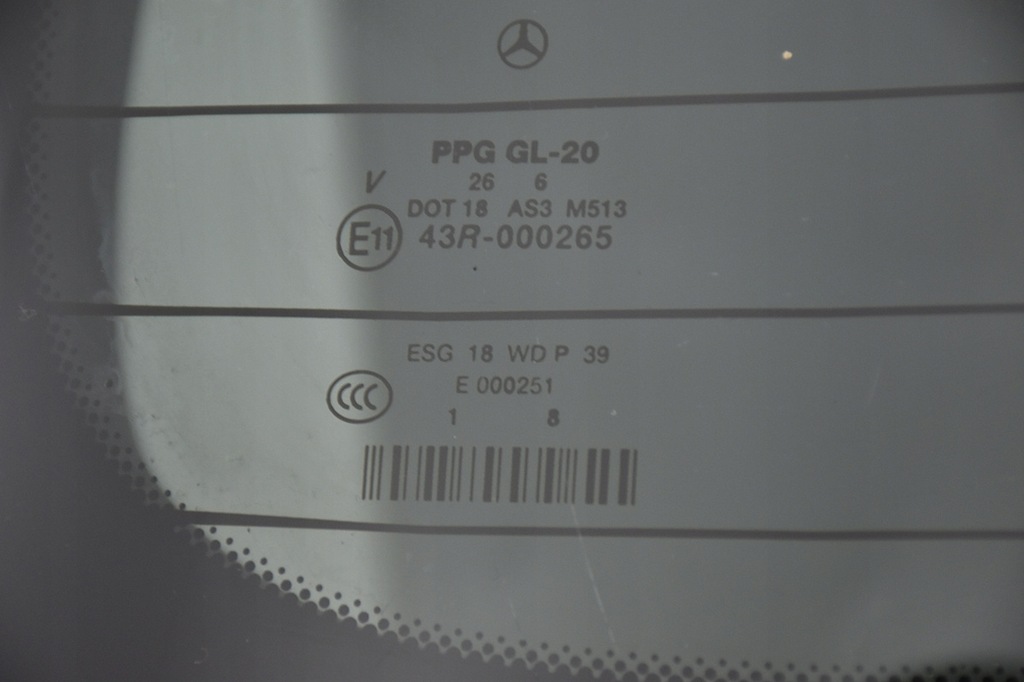 PPG GL-20
V 26 6
DOT 18 AS3 M513
E11 43R-000265
ESG 18 WD P 39
CCC E 000251
1 8